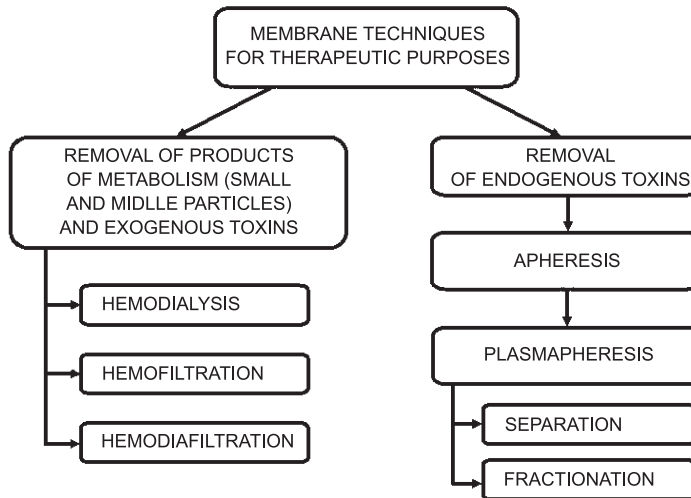 MEMBRANE TECHNIQUES
FOR THERAPEUTIC PURPOSES
REMOVAL OF PRODUCTS
OF METABOLISM (SMALL
AND MIDLLE PARTICLES)
AND EXOGENOUS TOXINS
HEMODIALYSIS
HEMOFILTRATION
HEMODIAFILTRATION
REMOVAL
OF ENDOGENOUS TOXINS
APHERESIS
PLASMAPHERESIS
SEPARATION
FRACTIONATION